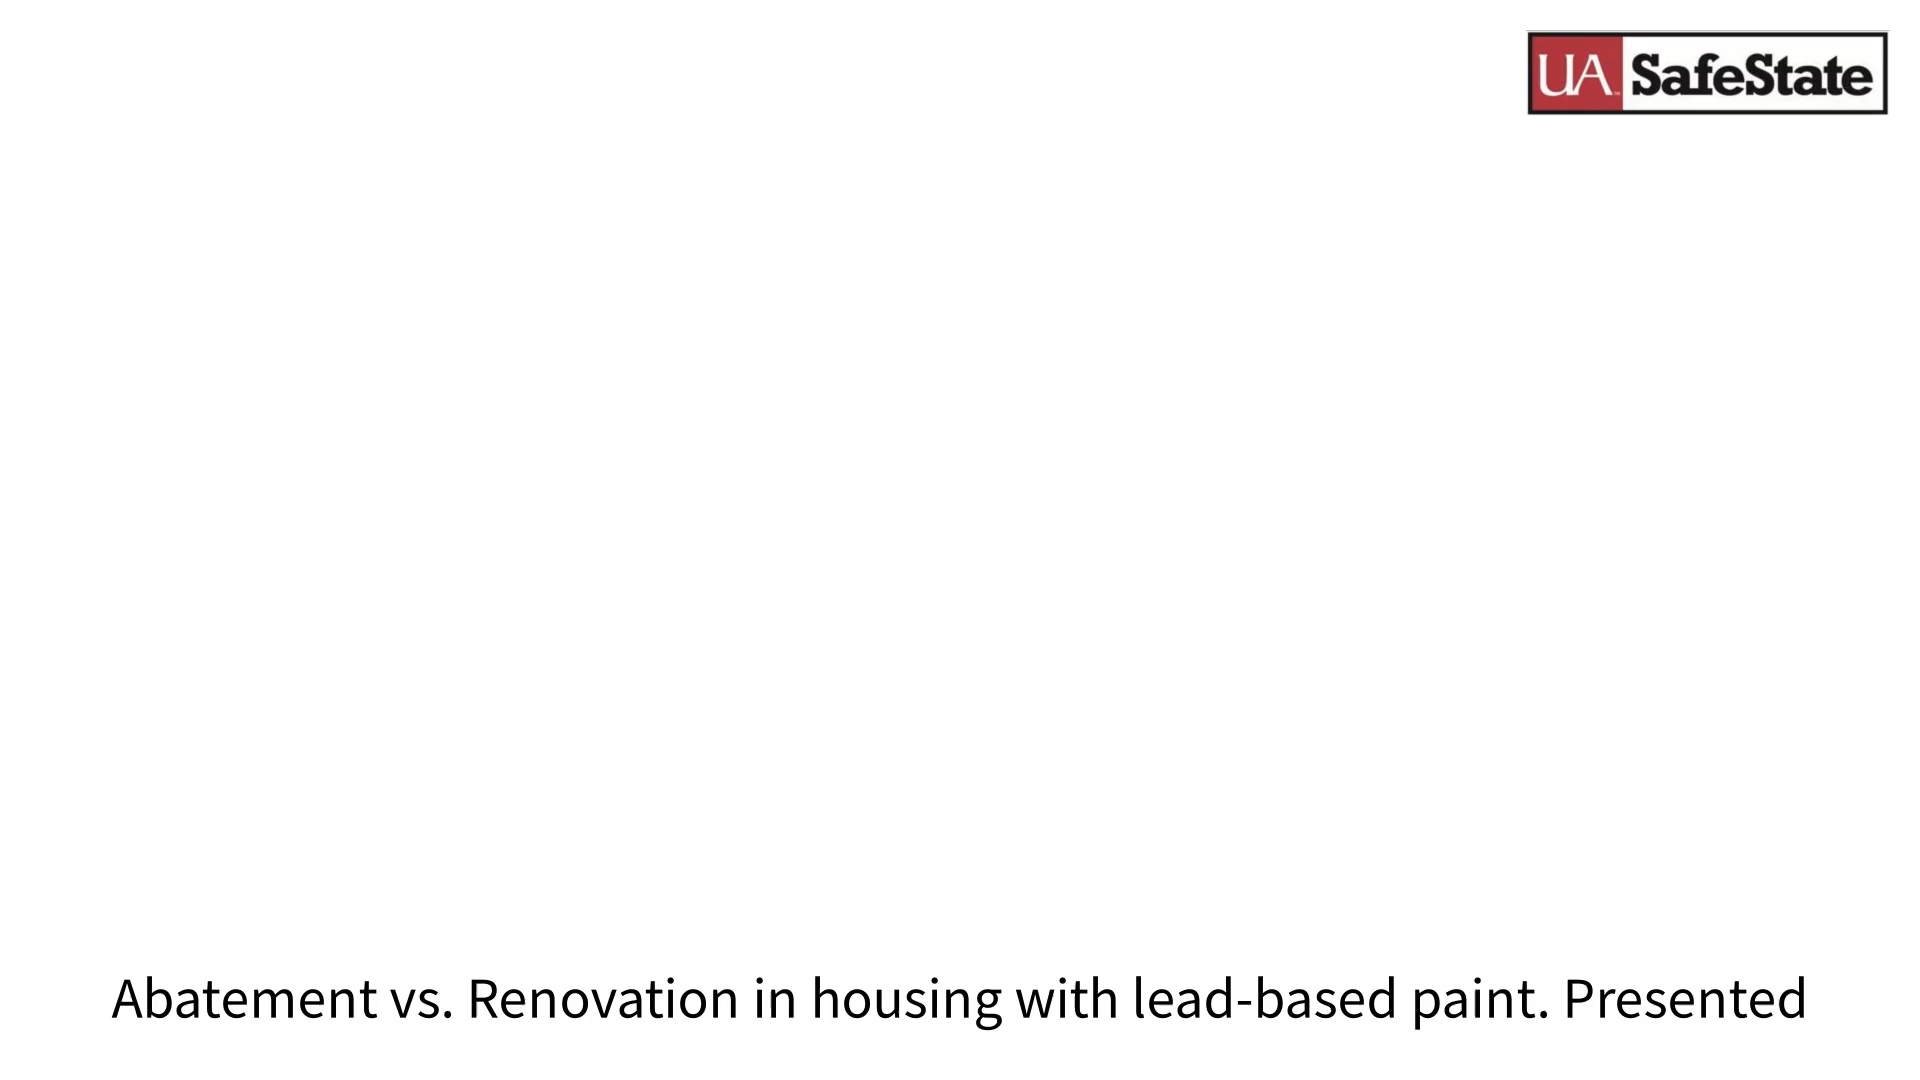 UA SafeState
Abatement vs. Renovation in housing with lead-based paint. Presented